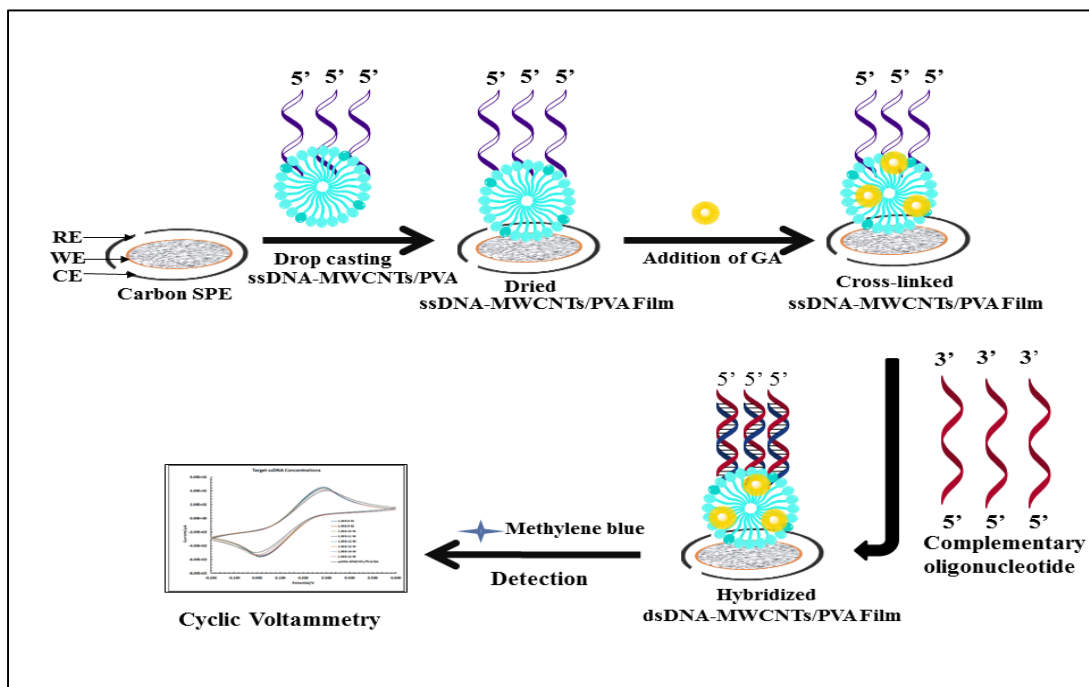 5’ 5’ 5’
5’ 5’ 5’
5’ 5’ 5’
RE
WE
CE
Carbon SPE
Drop casting
ssDNA-MWCNTs/PVA
Dried
ssDNA-MWCNTs/PVA Film
Addition of GA
Cross-linked
ssDNA-MWCNTs/PVA Film
3’ 3’ 3’
5’ 5’ 5’
Complementary
oligonucleotide
5’ 5’ 5’
Hybridized
dsDNA-MWCNTs/PVA Film
Methylene blue
Detection
Target ssDNA Concentrations
Cyclic Voltammetry